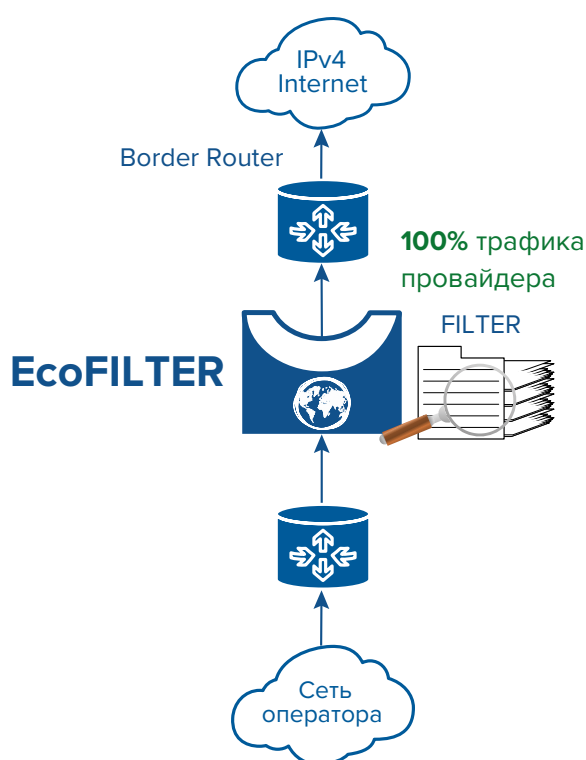 IPv4
Internet
Border Router
100% трафика
провайдера
FILTER
EcoFILTER
Сеть
оператора